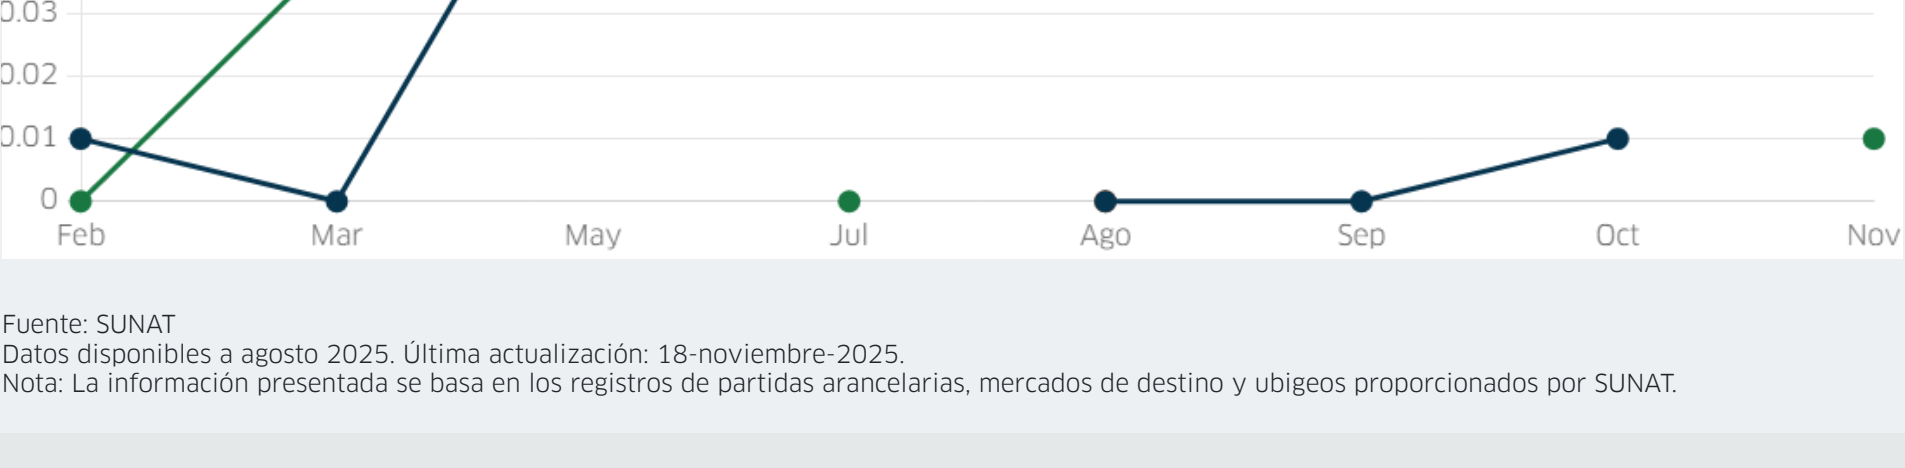 0.03
0.02
0.01
0
Feb Mar May Jul Ago Sep Oct Nov
Fuente: SUNAT
Datos disponibles a agosto 2025. Última actualización: 18-noviembre-2025.
Nota: La información presentada se basa en los registros de partidas arancelarias, mercados de destino y ubigeos proporcionados por SUNAT.